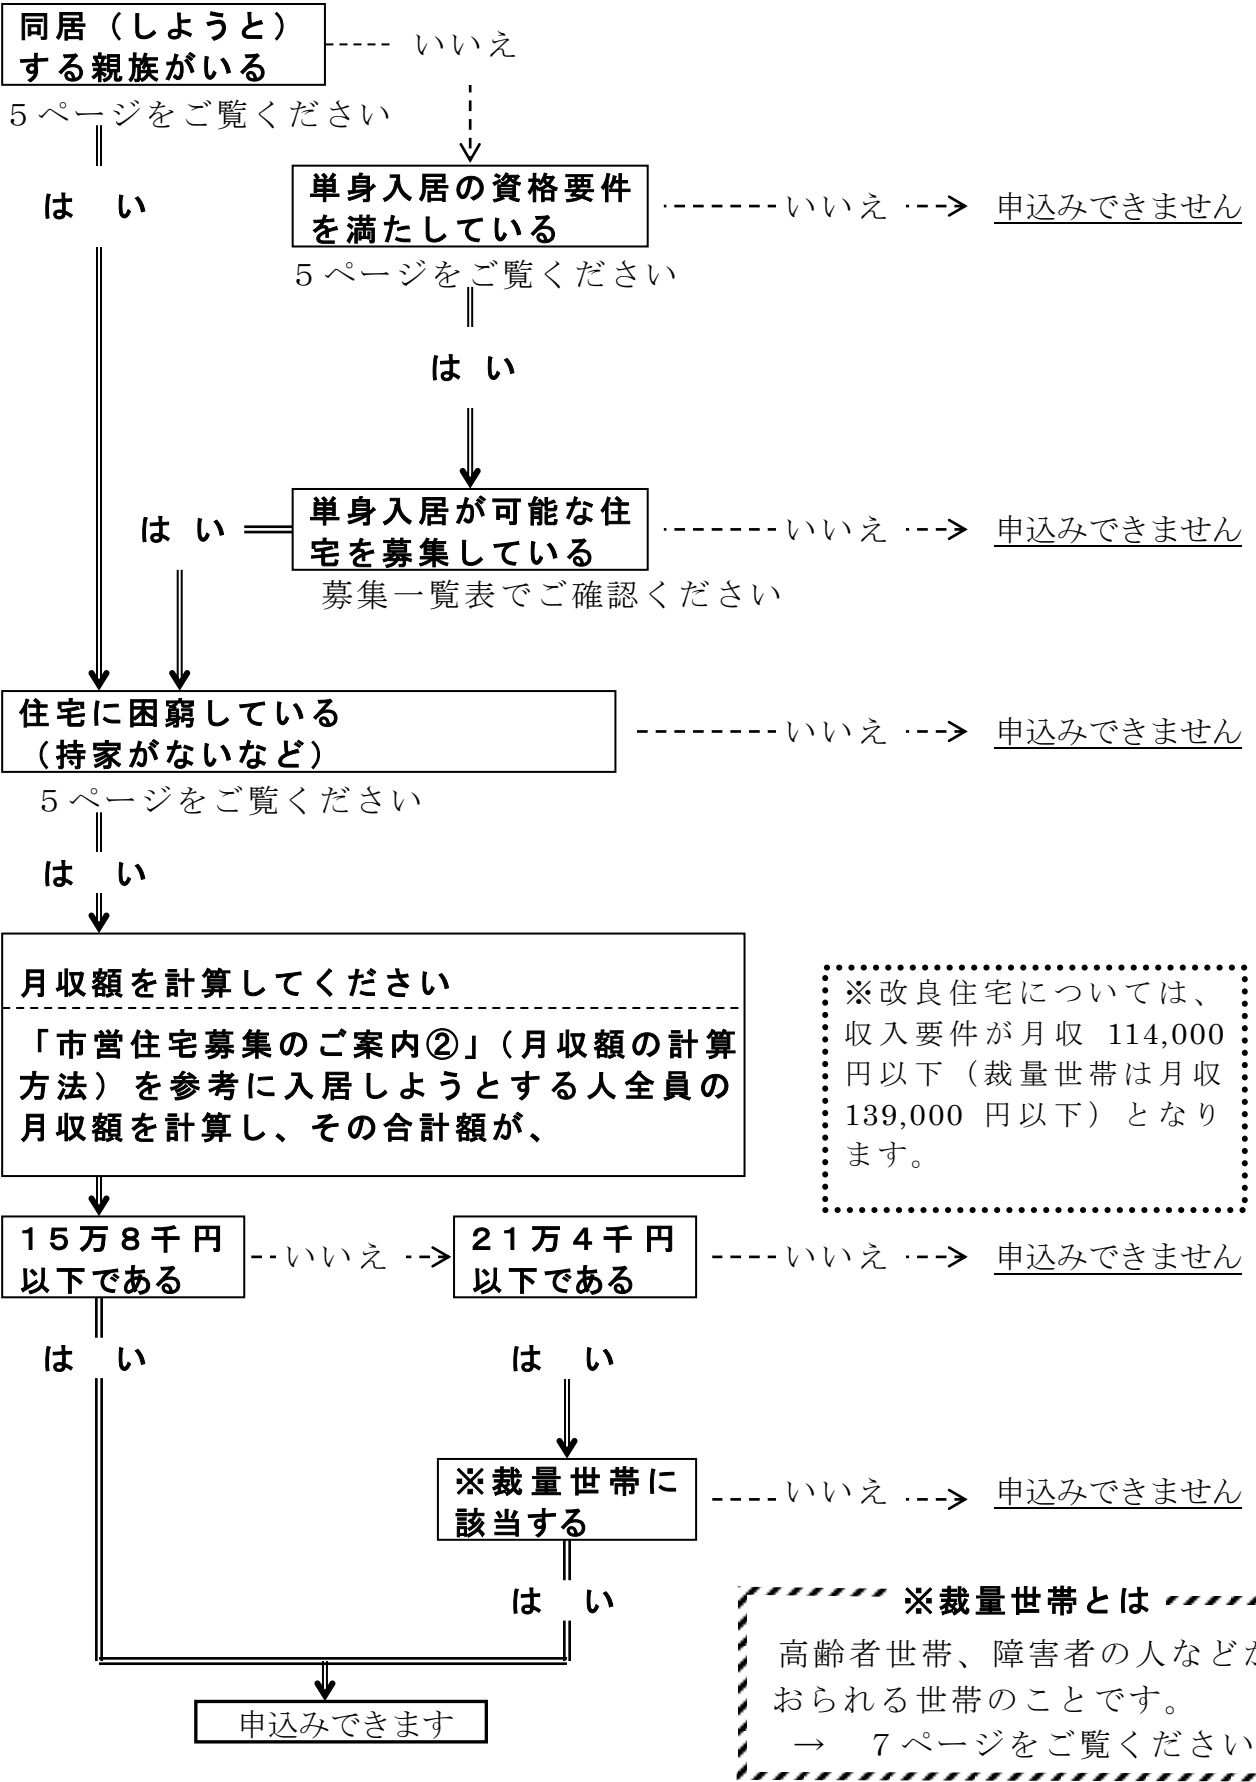 同居（しようと）
する親族がいる
いいえ
５ページをご覧ください
はい
単身入居の資格要件
を満たしている
いいえ
申込みできません
５ページをご覧ください
はい
単身入居が可能な住
宅を募集している
はい
いいえ
申込みできません
募集一覧表でご確認ください
住宅に困窮している
（持家がないなど）
いいえ
申込みできません
５ページをご覧ください
はい
月収額を計算してください
「市営住宅募集のご案内②」（月収額の計算
方法）を参考に入居しようとする人全員の
月収額を計算し、その合計額が、
※改良住宅については、
収入要件が月収 114,000
円以下（裁量世帯は月収
139,000 円以下）となり
ます。
１５万８千円
以下である
いいえ
２１万４千円
以下である
いいえ
申込みできません
はい
はい
※裁量世帯に
該当する
いいえ
申込みできません
はい
※裁量世帯とは
高齢者世帯、障害者の人などが
おられる世帯のことです。
→　７ページをご覧ください
申込みできます